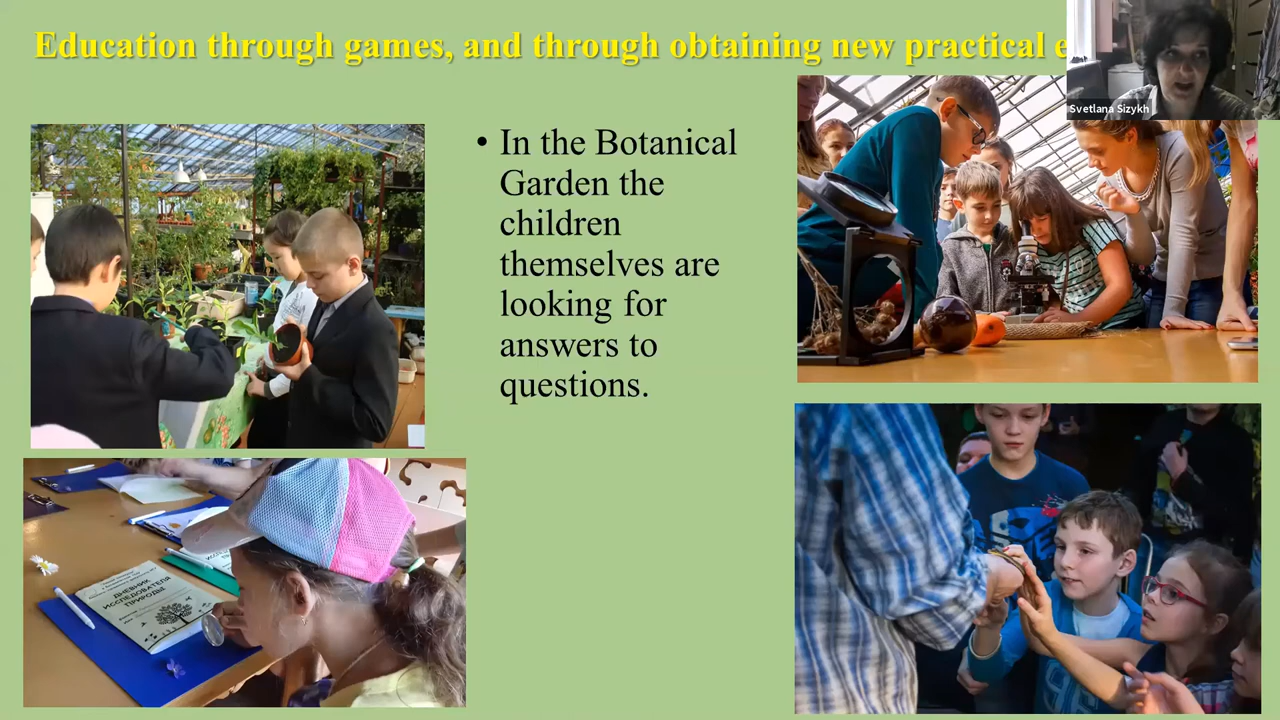 Education through games, and through obtaining new practical e
Svetlana Sizykh
• In the Botanical
Garden the
children
themselves are
looking for
answers to
questions.
ДНЕВНИК
ИССЛЕДОВАТЕЛЯ
ПРИРОДЫ